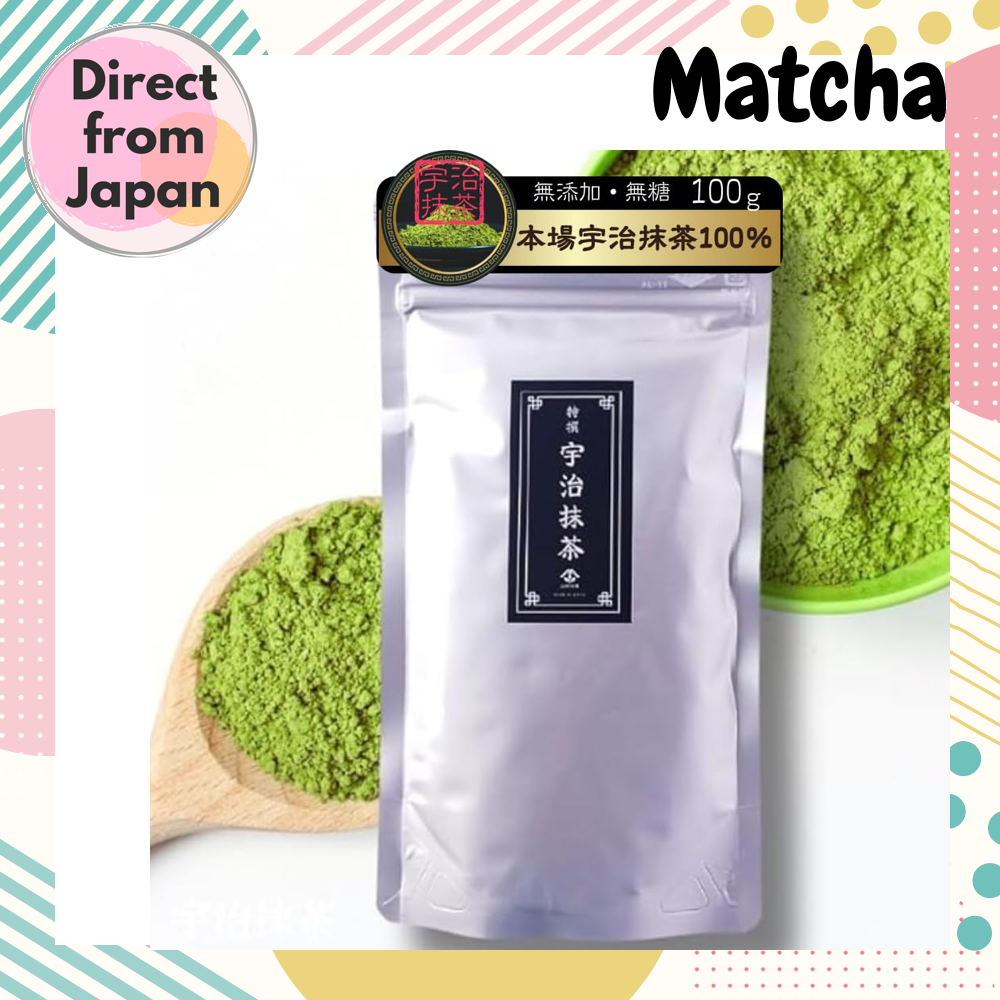 Direct
from
Japan
Matcha
宇治
抹茶
無添加・無糖 100g
本場宇治抹茶100%
特撰
宇治抹茶
宇治抹茶